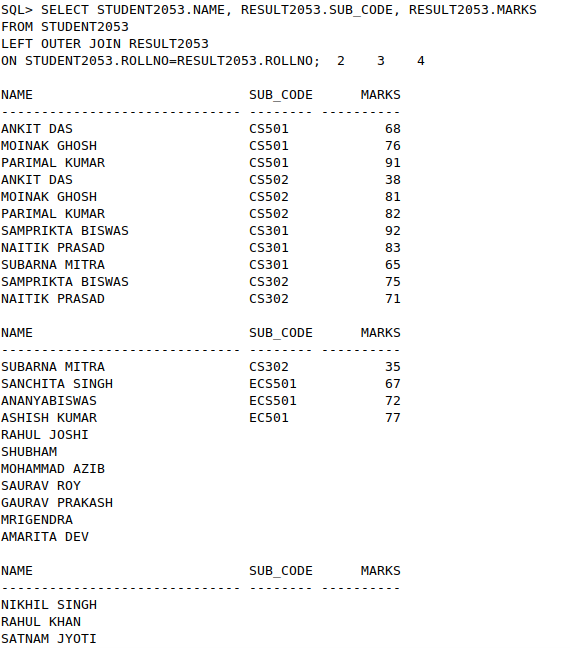 SQL> SELECT STUDENT2053.NAME, RESULT2053.SUB_CODE, RESULT2053.MARKS
FROM STUDENT2053
LEFT OUTER JOIN RESULT2053
ON STUDENT2053.ROLLNO=RESULT2053.ROLLNO;  2    3    4

NAME                           SUB_CODE      MARKS
------------------------------ -------- ----------
ANKIT DAS                      CS501            68
MOINAK GHOSH                   CS501            76
PARIMAL KUMAR                  CS501            91
ANKIT DAS                      CS502            38
MOINAK GHOSH                   CS502            81
PARIMAL KUMAR                  CS502            82
SAMPRIKTA BISWAS               CS301            92
NAITIK PRASAD                  CS301            83
SUBARNA MITRA                  CS301            65
SAMPRIKTA BISWAS               CS302            75
NAITIK PRASAD                  CS302            71

NAME                           SUB_CODE      MARKS
------------------------------ -------- ----------
SUBARNA MITRA                  CS302            35
SANCHITA SINGH                 ECS501           67
ANANYABISWAS                   ECS501           72
ASHISH KUMAR                   EC501            77
RAHUL JOSHI
SHUBHAM
MOHAMMAD AZIB
SAURAV ROY
GAURAV PRAKASH
MRIGENDRA
AMARITA DEV

NAME                           SUB_CODE      MARKS
------------------------------ -------- ----------
NIKHIL SINGH
RAHUL KHAN
SATNAM JYOTI